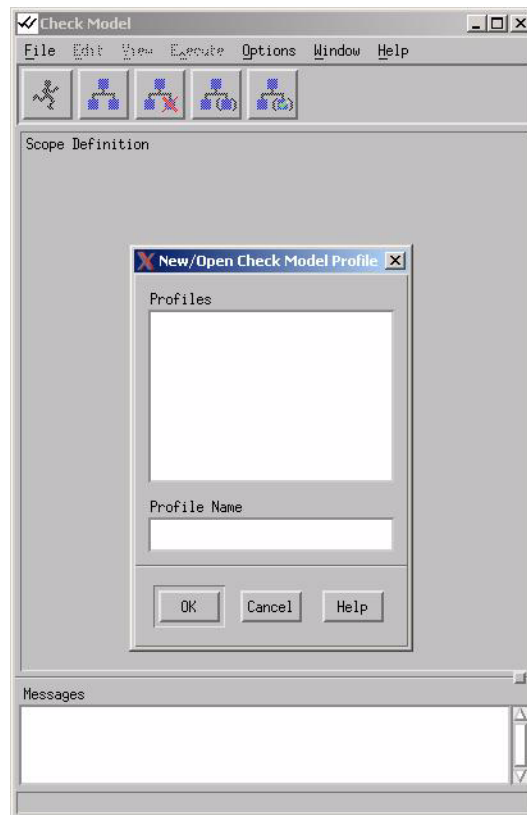 Check Model
File Edit View Execute Options Window Help
Scope Definition
New/Open Check Model Profile
Profiles
Profile Name
OK Cancel Help
Messages